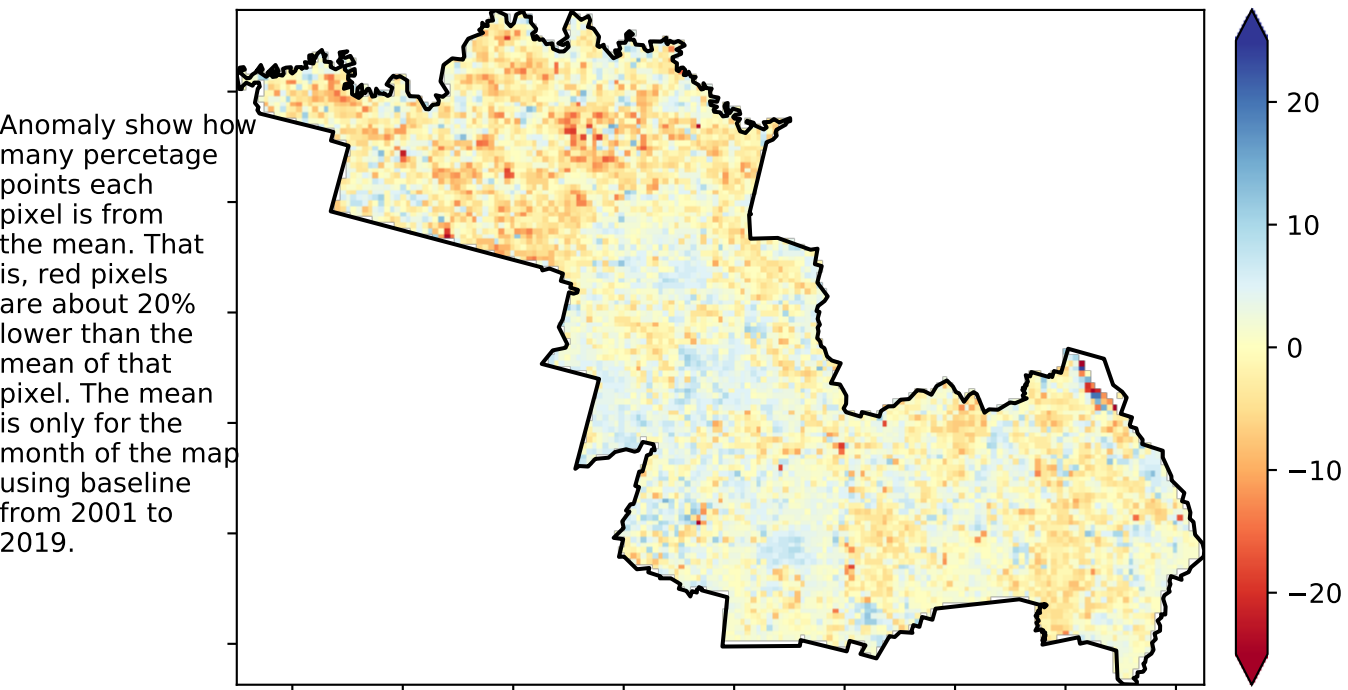 Anomaly show how
many percetage
points each
pixel is from
the mean. That
is, red pixels
are about 20%
lower than the
mean of that
pixel. The mean
is only for the
month of the map
using baseline
from 2001 to
2019.
20
10
0
−10
−20